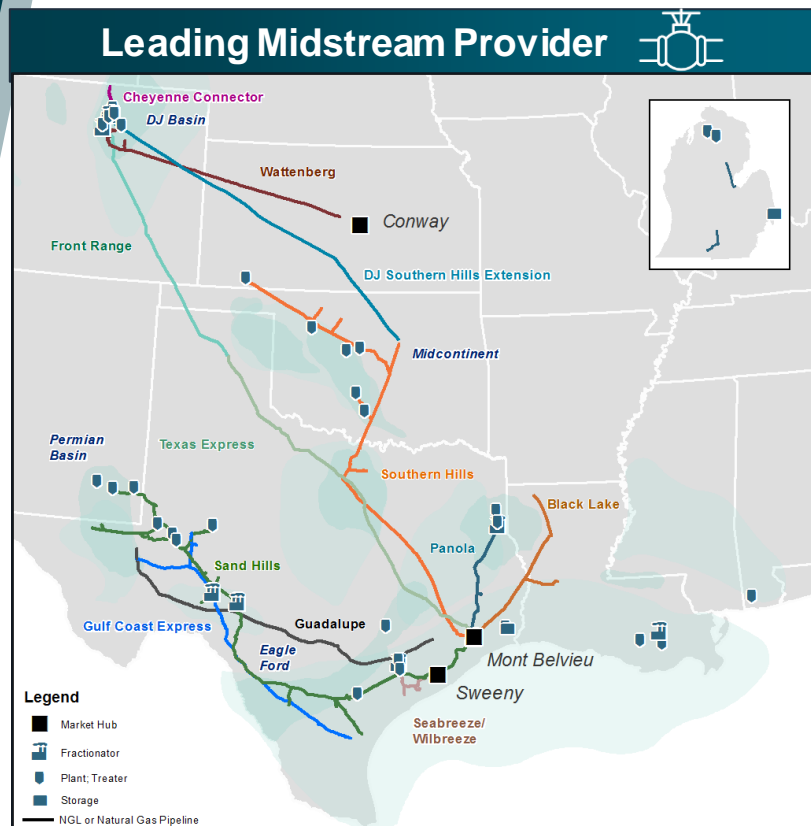 Leading Midstream Provider
Cheyenne Connector
DJ Basin
Wattenberg
Conway
Front Range
DJ Southern Hills Extension
Midcontinent
Permian
Basin
Texas Express
Southern Hills
Black Lake
Panola
Sand Hills
Gulf Coast Express
Guadalupe
Eagle
Ford
Mont Belvieu
Sweeny
Seabreeze/
Wilbreeze
Legend
Market Hub
Fractionator
Plant; Treater
Storage
NGL or Natural Gas Pipeline